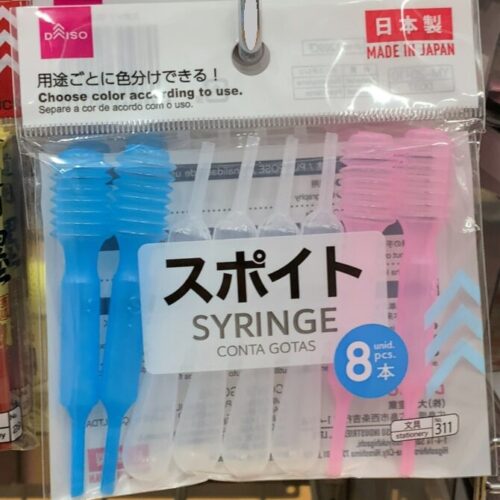 DAISO
日本製
MADE IN JAPAN
用途ごとに色分けできる！
Choose color according to use.
Separe a cor de acordo com o uso.
スポイト
SYRINGE
CONTA GOTAS
8 unid. pcs. 本
文具
stationery
311